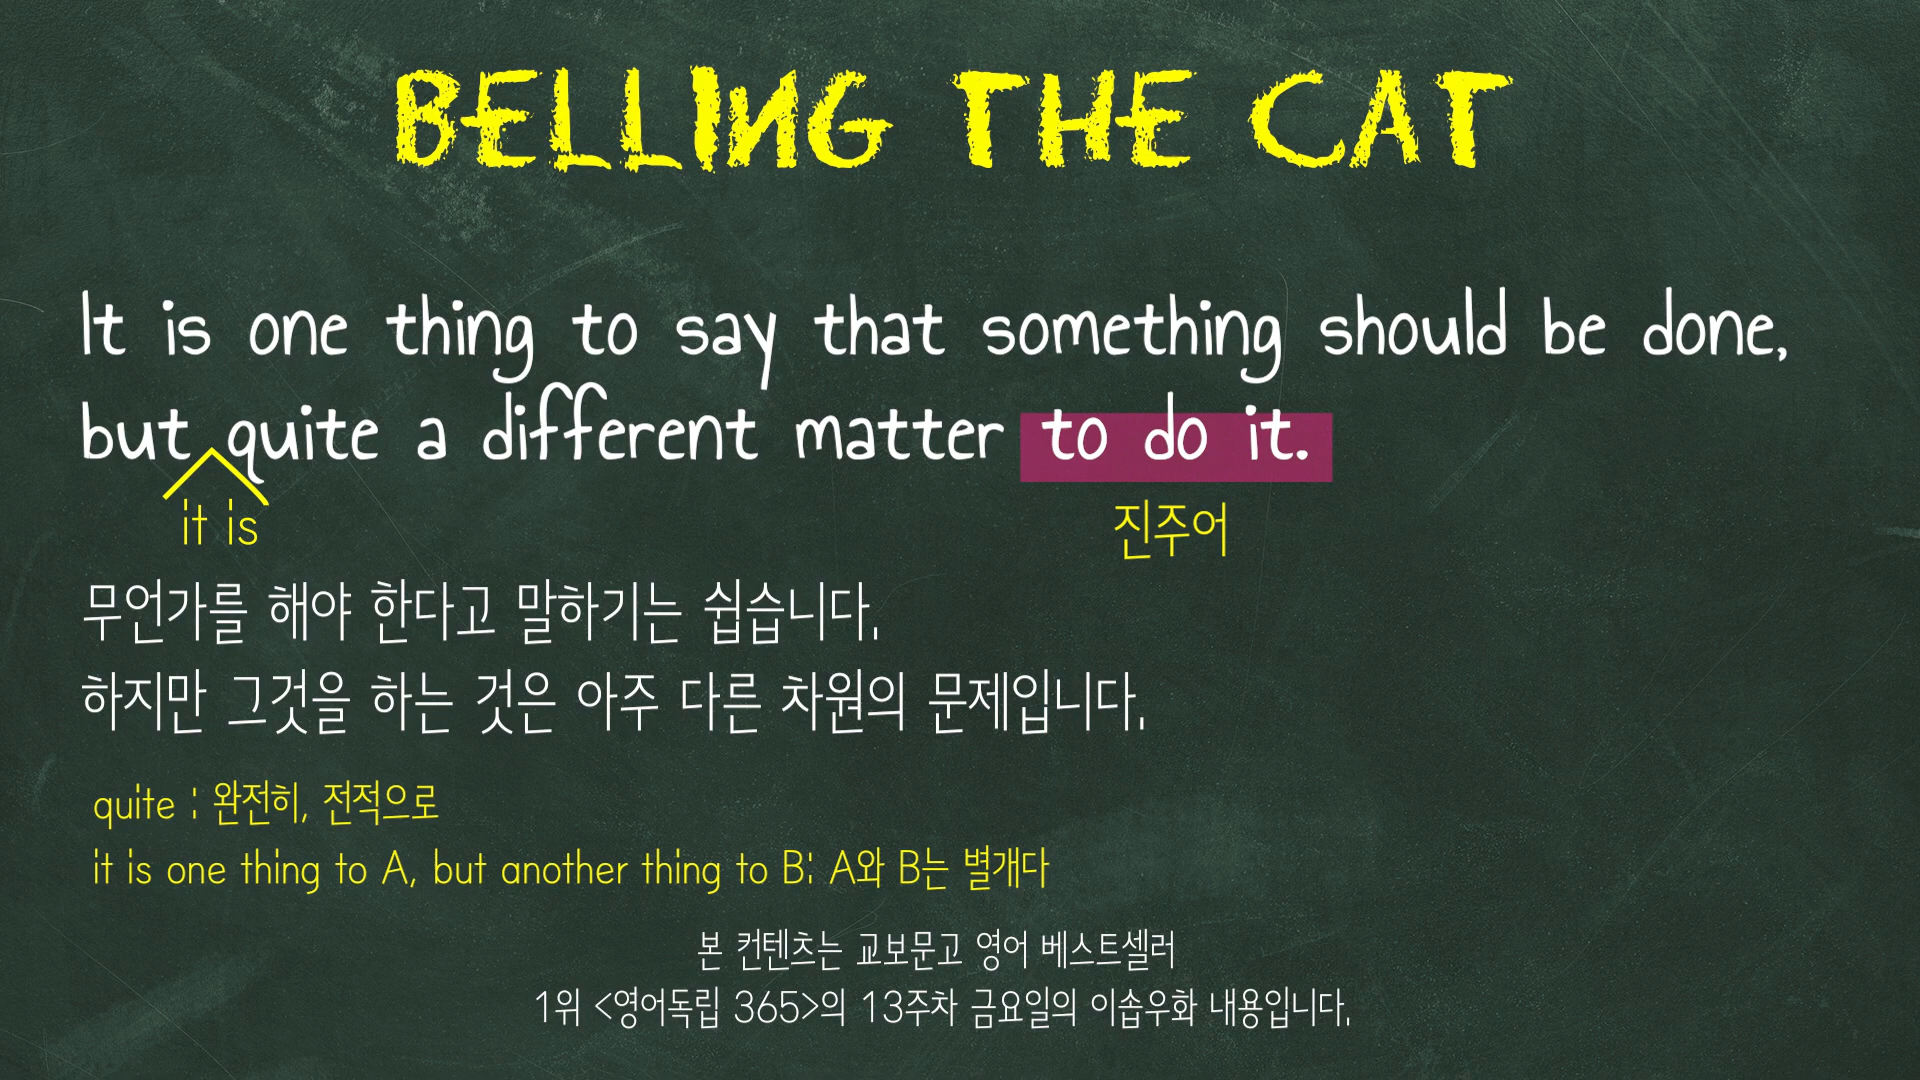 BELLING THE CAT
It is one thing to say that something should be done,
but quite a different matter to do it.
it is
진주어
무언가를 해야 한다고 말하기는 쉽습니다.
하지만 그것을 하는 것은 아주 다른 차원의 문제입니다.
quite : 완전히, 전적으로
it is one thing to A, but another thing to B: A와 B는 별개다
본 컨텐츠는 교보문고 영어 베스트셀러
1위 <영어독립 365>의 13주차 금요일의 이솝우화 내용입니다.